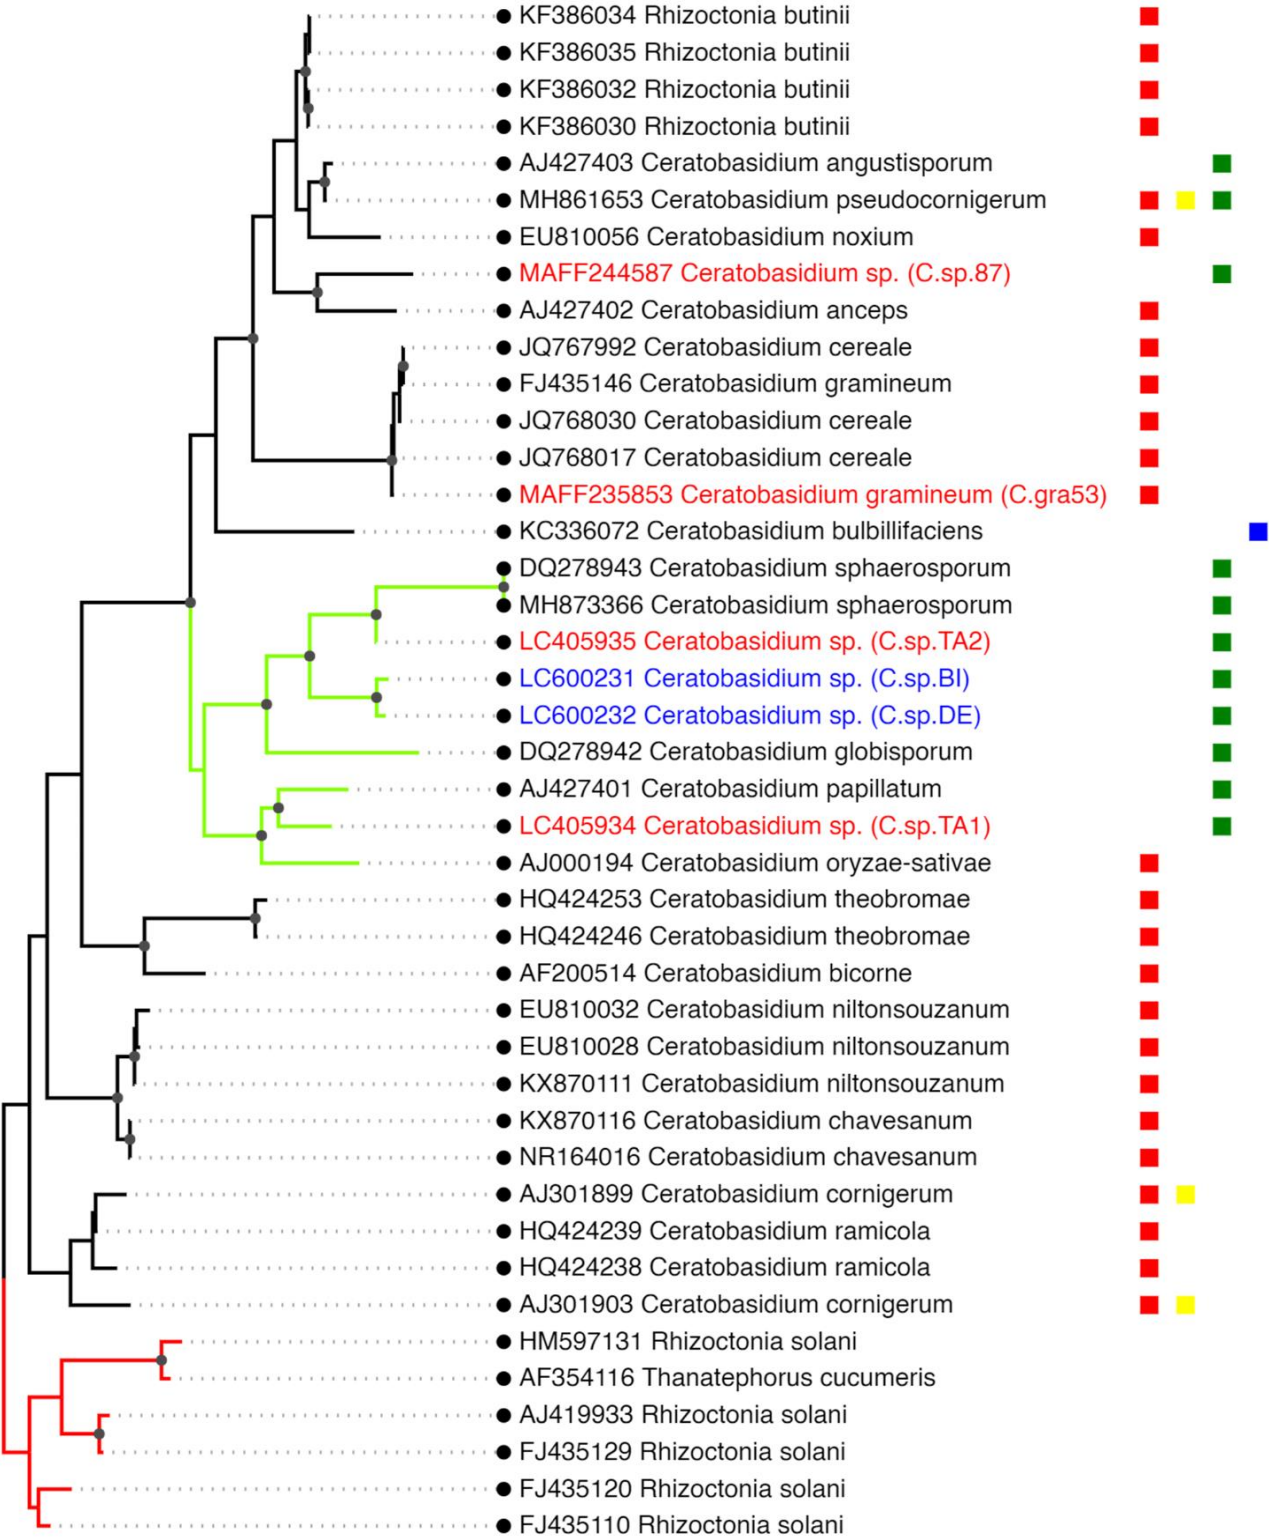 KF386034 Rhizoctonia butinii
KF386035 Rhizoctonia butinii
KF386032 Rhizoctonia butinii
KF386030 Rhizoctonia butinii
AJ427403 Ceratobasidium angustisporum
MH861653 Ceratobasidium pseudocornigerum
EU810056 Ceratobasidium noxium
MAFF244587 Ceratobasidium sp. (C.sp.87)
AJ427402 Ceratobasidium anceps
JQ767992 Ceratobasidium cereale
FJ435146 Ceratobasidium gramineum
JQ768030 Ceratobasidium cereale
JQ768017 Ceratobasidium cereale
MAFF235853 Ceratobasidium gramineum (C.gra53)
KC336072 Ceratobasidium bulbillifaciens
DQ278943 Ceratobasidium sphaerosporum
MH873366 Ceratobasidium sphaerosporum
LC405935 Ceratobasidium sp. (C.sp.TA2)
LC600231 Ceratobasidium sp. (C.sp.BI)
LC600232 Ceratobasidium sp. (C.sp.DE)
DQ278942 Ceratobasidium globisporum
AJ427401 Ceratobasidium papillatum
LC405934 Ceratobasidium sp. (C.sp.TA1)
AJ000194 Ceratobasidium oryzae-sativae
HQ424253 Ceratobasidium theobromae
HQ424246 Ceratobasidium theobromae
AF200514 Ceratobasidium bicorne
EU810032 Ceratobasidium niltonsouzanum
EU810028 Ceratobasidium niltonsouzanum
KX870111 Ceratobasidium niltonsouzanum
KX870116 Ceratobasidium chavesanum
NR164016 Ceratobasidium chavesanum
AJ301899 Ceratobasidium cornigerum
HQ424239 Ceratobasidium ramicola
HQ424238 Ceratobasidium ramicola
AJ301903 Ceratobasidium cornigerum
HM597131 Rhizoctonia solani
AF354116 Thanatephorus cucumeris
AJ419933 Rhizoctonia solani
FJ435129 Rhizoctonia solani
FJ435120 Rhizoctonia solani
FJ435110 Rhizoctonia solani